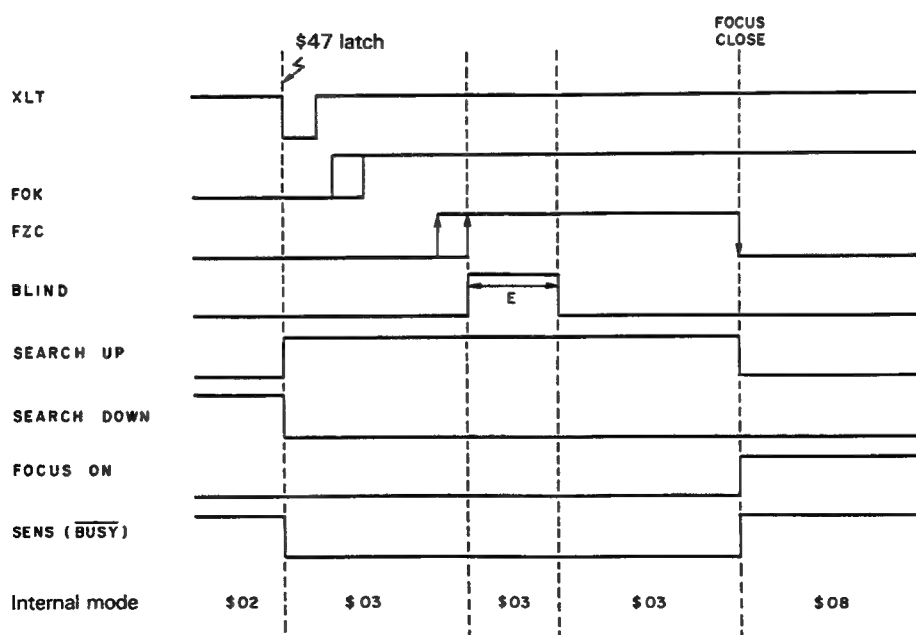 $47 latch
FOCUS
CLOSE
XLT
FOK
FZC
BLIND
E
SEARCH UP
SEARCH DOWN
FOCUS ON
SENS (BUSY)
Internal mode $02 $03 $03 $03 $08